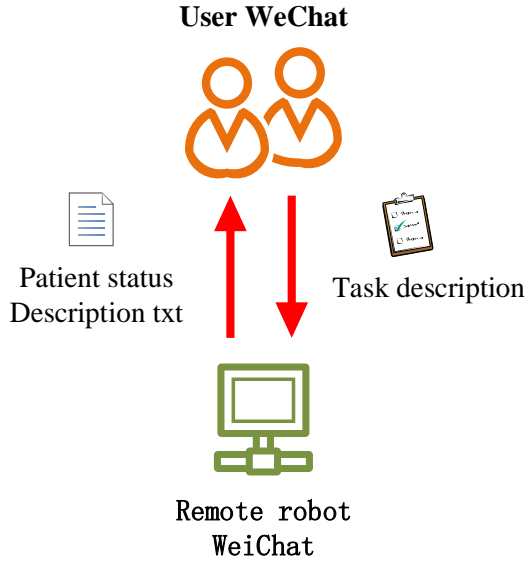 User WeChat
Patient status
Description txt
Task description
Remote robot
WeiChat